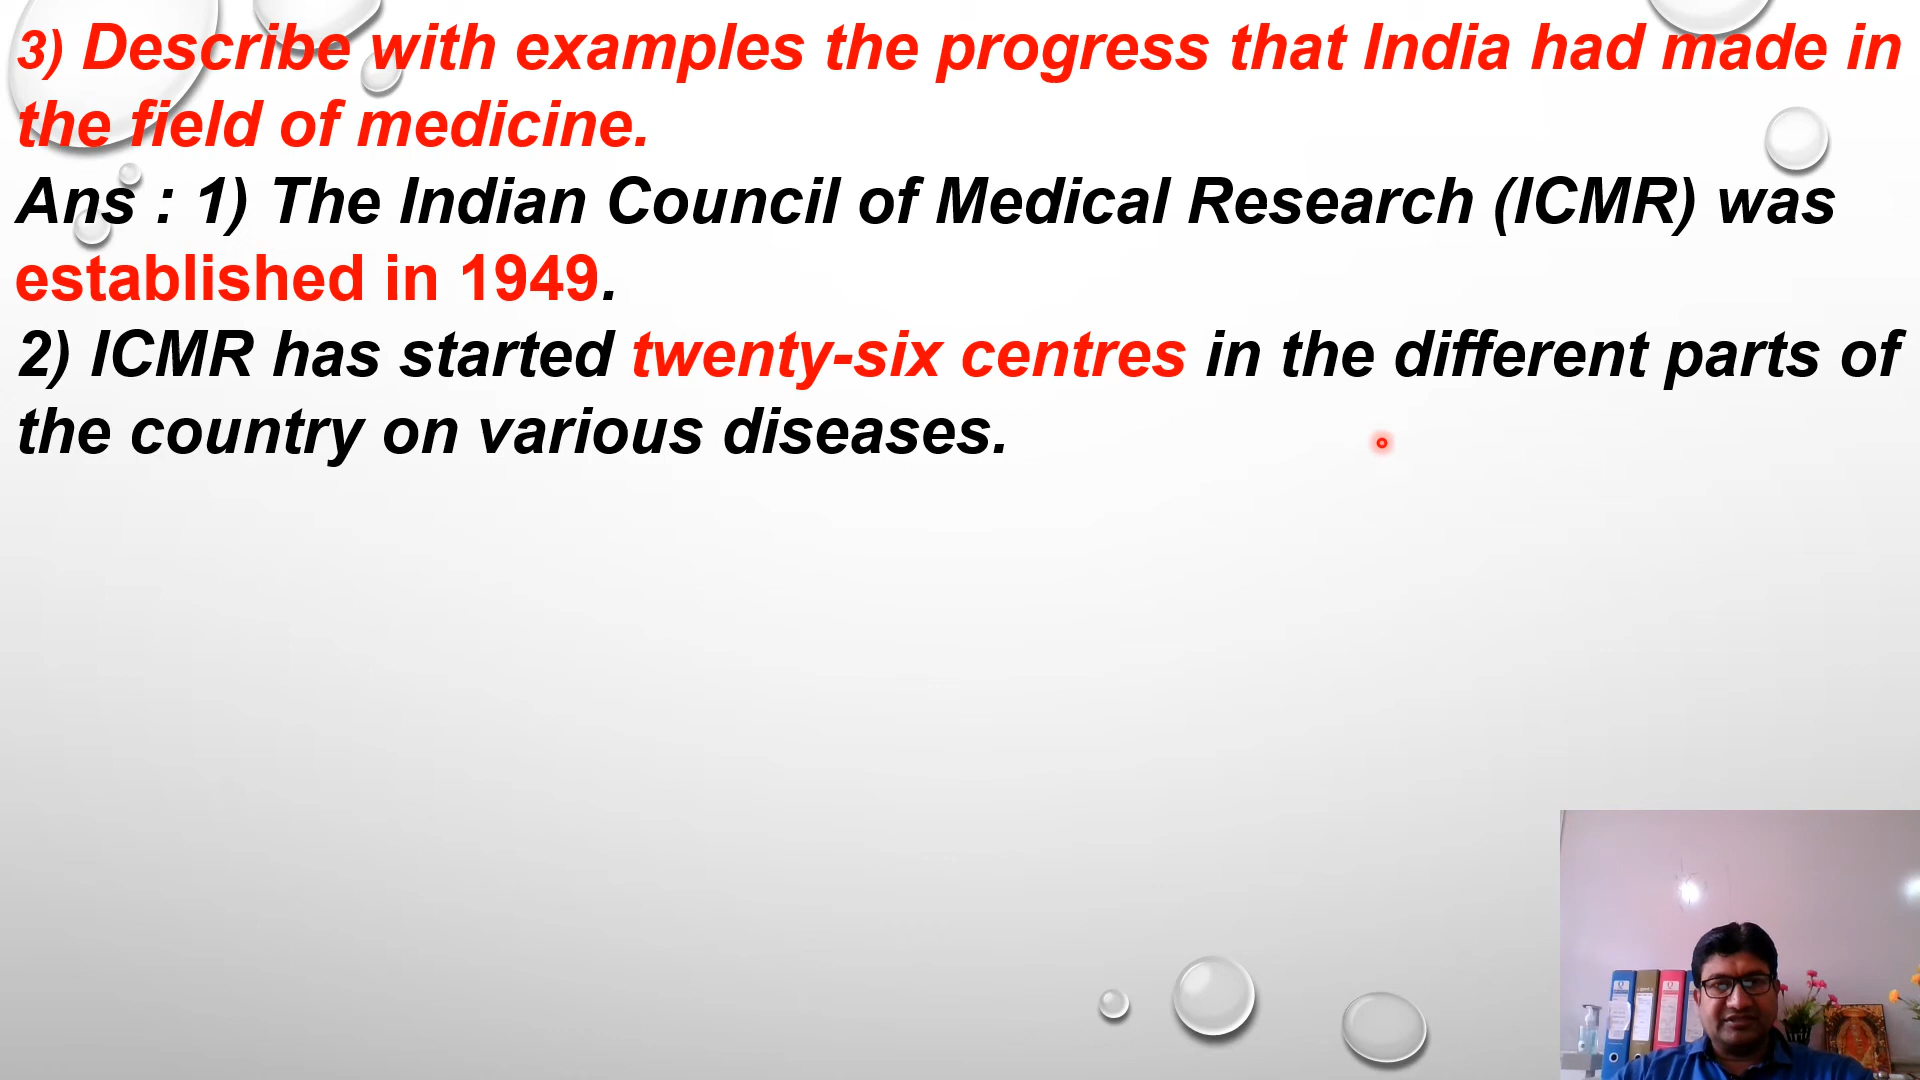 3) Describe with examples the progress that India had made in
the field of medicine.
Ans : 1) The Indian Council of Medical Research (ICMR) was
established in 1949.
2) ICMR has started twenty-six centres in the different parts of
the country on various diseases.